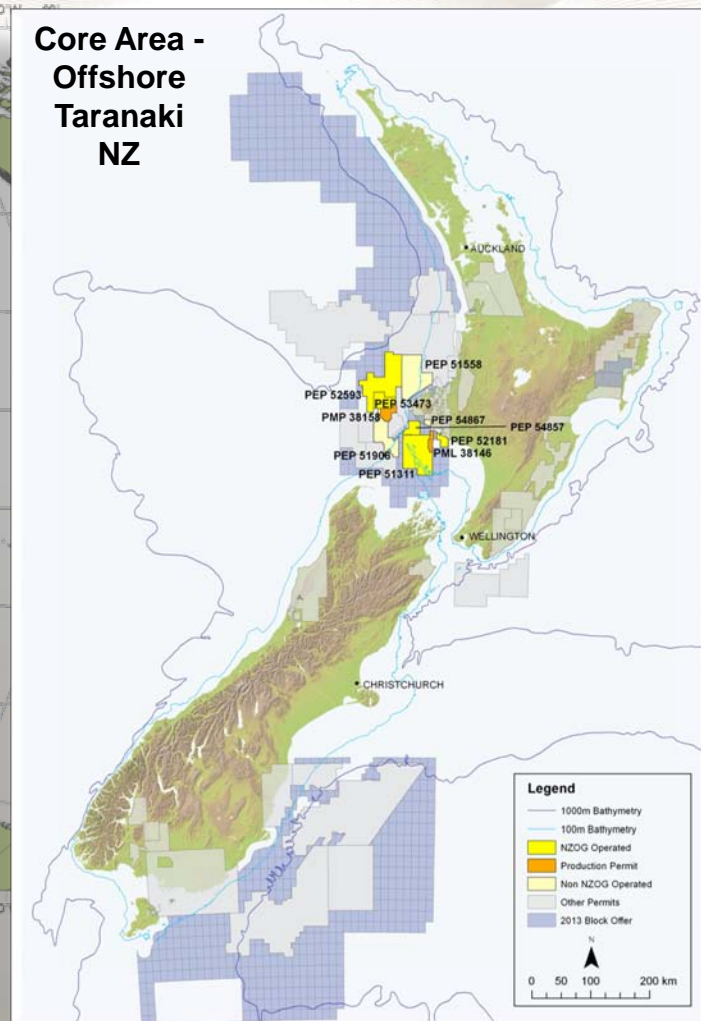 Core Area -
Offshore
Taranaki
NZ
AUCKLAND
PEP 51558
PEP 52593
PEP 53473
PMP 38158
PEP 54867
PEP 54857
PEP 52181
PEP 51906
PML 38146
PEP 51311
WELLINGTON
CHRISTCHURCH
Legend
1000m Bathymetry
100m Bathymetry
NZOG Operated
Production Permit
Non NZOG Operated
Other Permits
2013 Block Offer
N
0 50 100 200 km